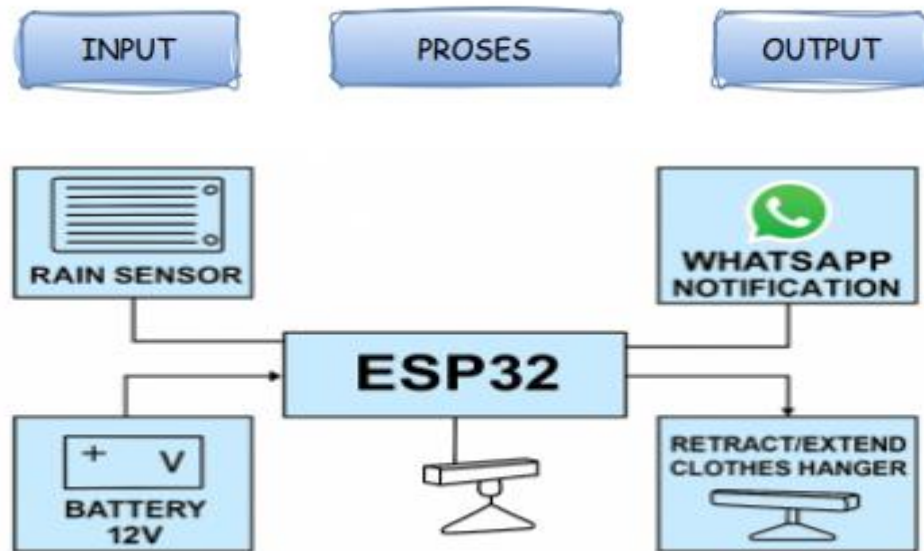 INPUT
PROSES
OUTPUT
RAIN SENSOR
WHATSAPP
NOTIFICATION
ESP32
+ V
BATTERY
12V
RETRACT/EXTEND
CLOTHES HANGER